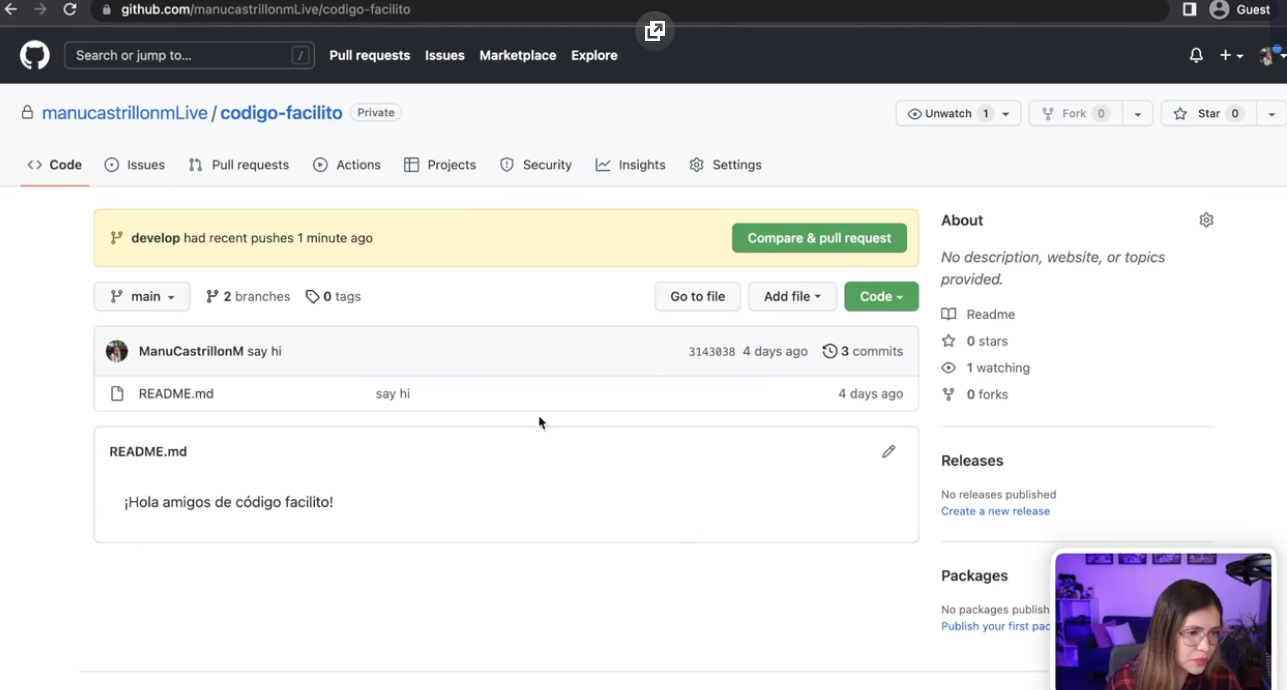 github.com/manucastrillonmLive/codigo-facilito
Guest
Search or jump to...
/
Pull requests
Issues
Marketplace
Explore
manucastrillonmLive / codigo-facilito
Private
Unwatch 1
Fork 0
Star 0
Code
Issues
Pull requests
Actions
Projects
Security
Insights
Settings
develop had recent pushes 1 minute ago
Compare & pull request
main
2 branches
0 tags
Go to file
Add file
Code
ManuCastrillonM say hi
3143038 4 days ago
3 commits
README.md
say hi
4 days ago
README.md
¡Hola amigos de código facilito!
About
No description, website, or topics
provided.
Readme
0 stars
1 watching
0 forks
Releases
No releases published
Create a new release
Packages
No packages publish
Publish your first pac